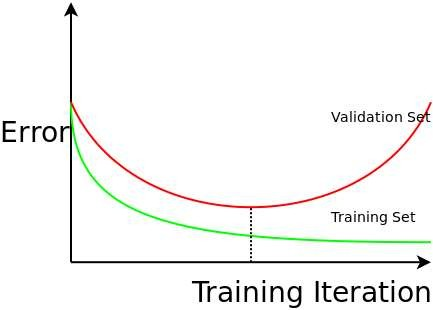 Validation Set
Error
Training Set
Training Iteration